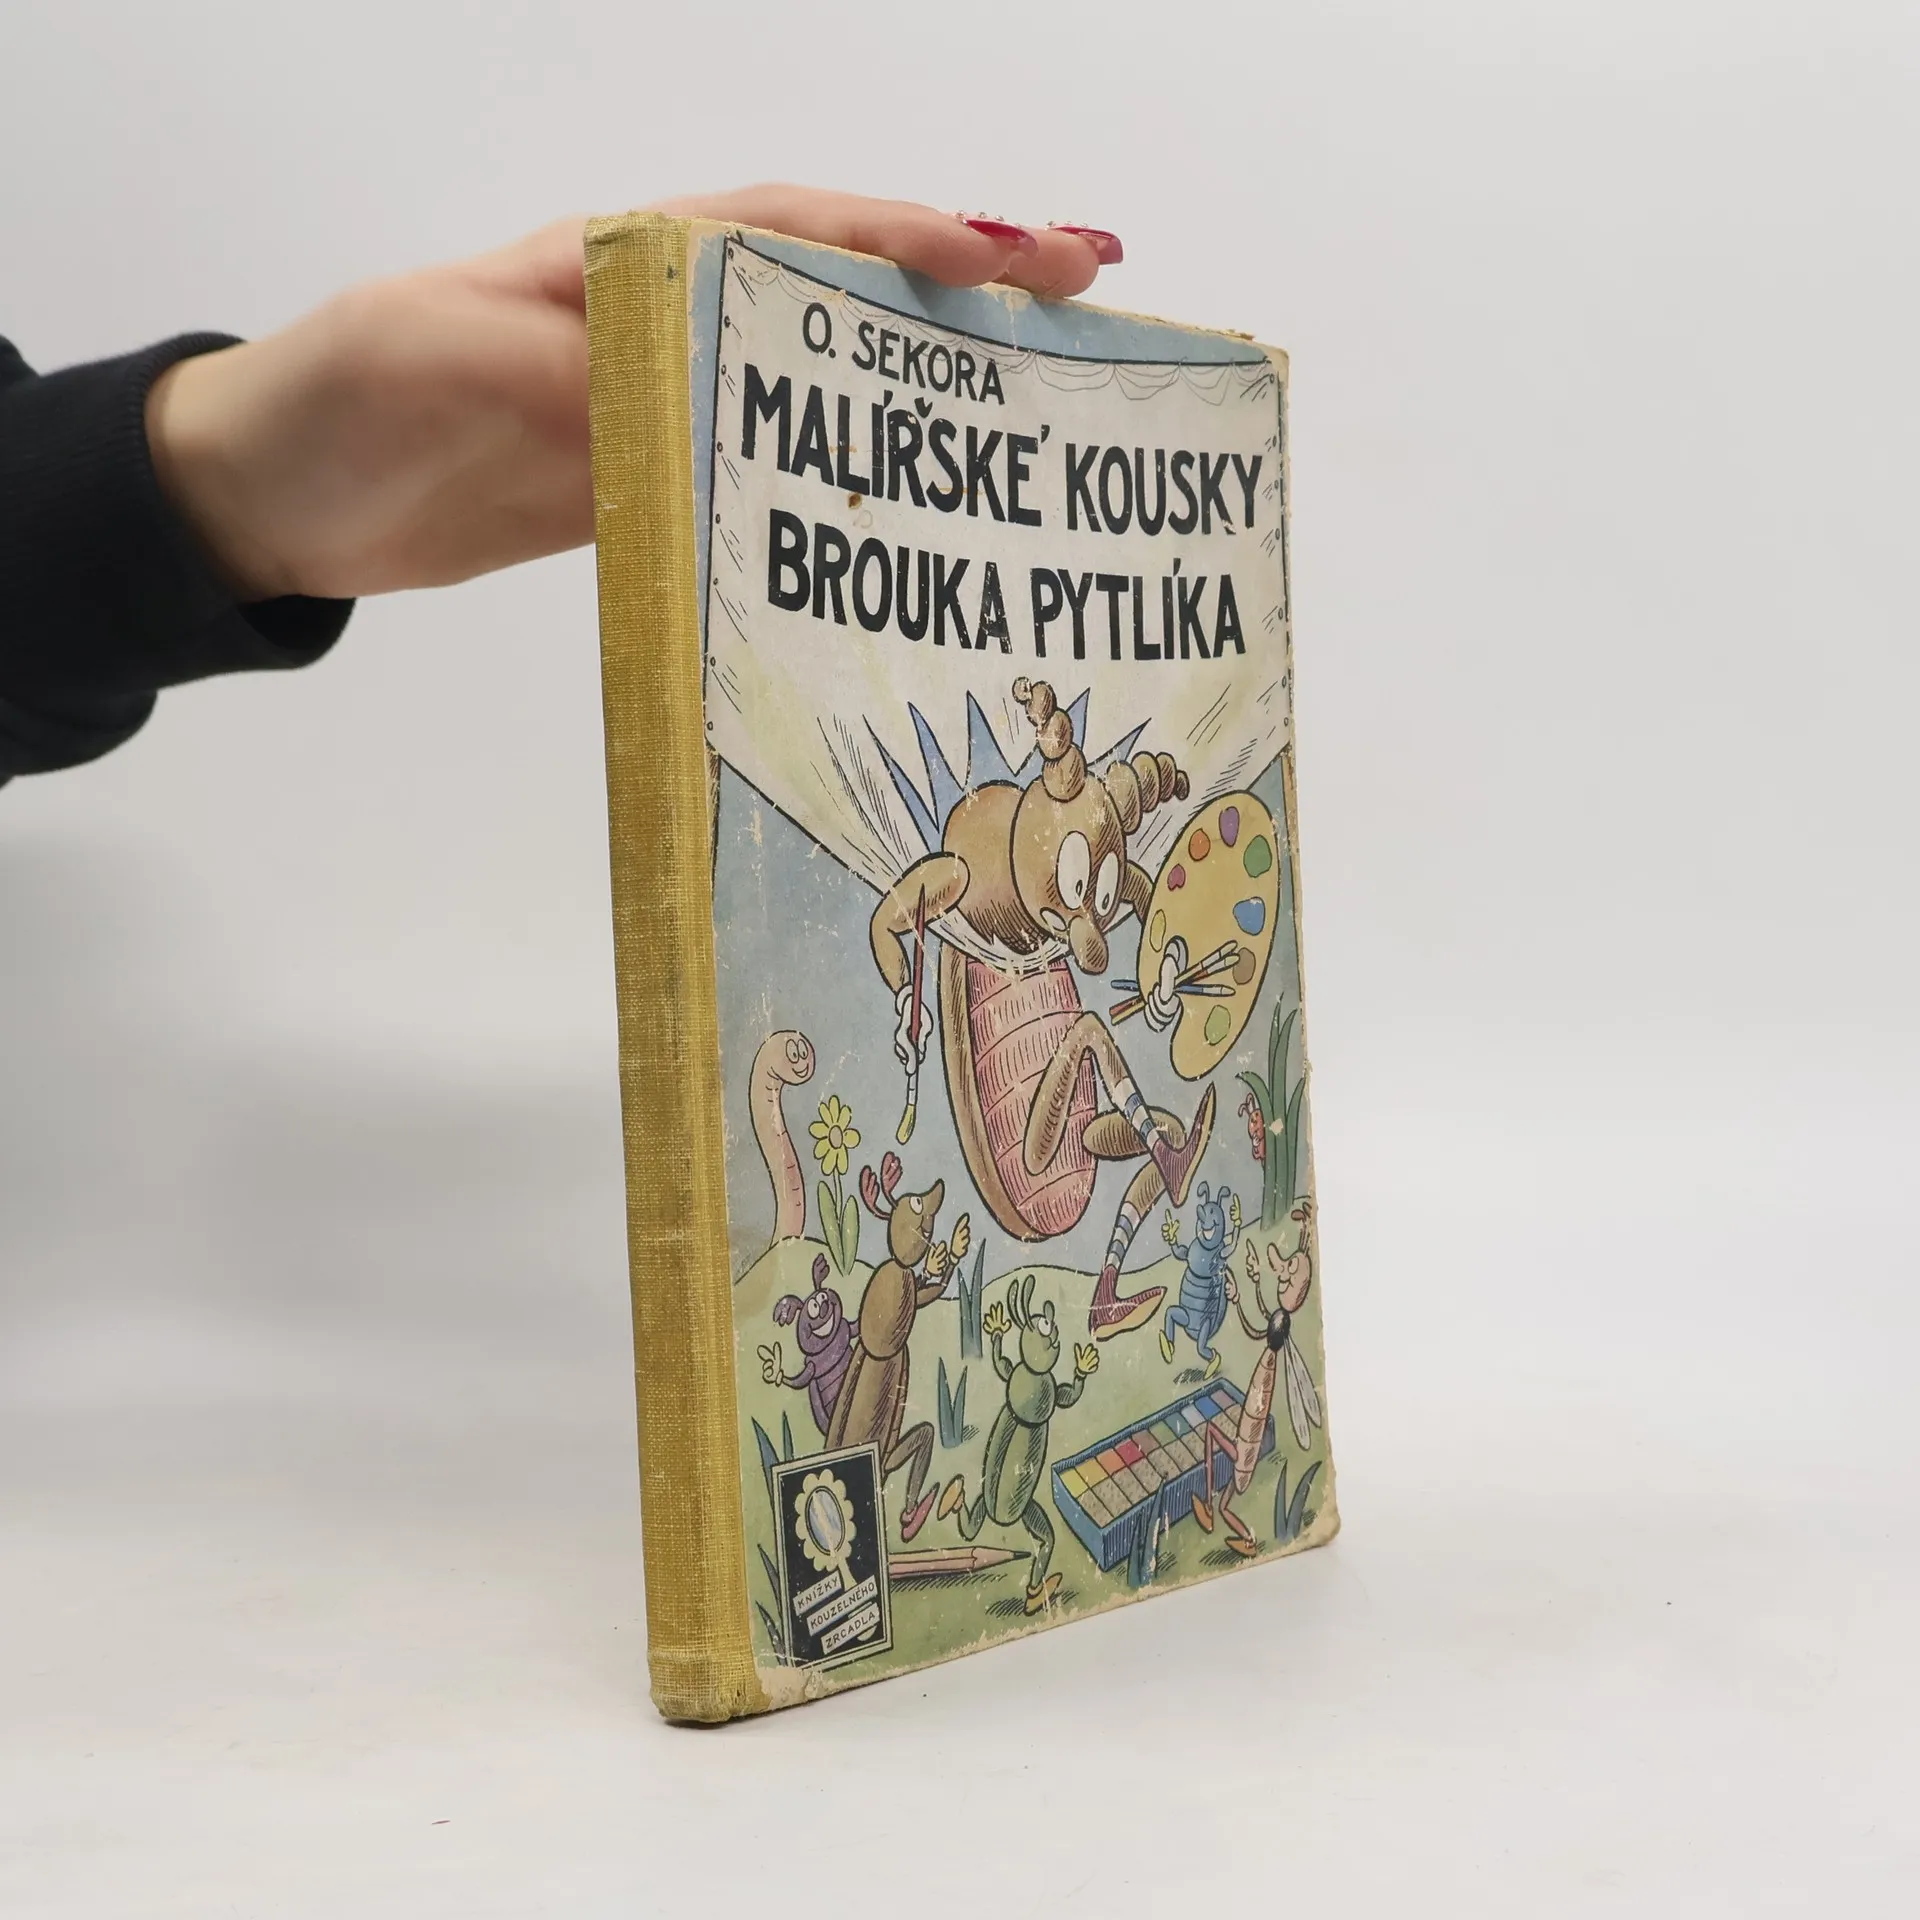 O. SEKORA
MALÍŘSKÉ KOUSKY
BROUKA PYTLÍKA
KNÍŽKY
KOUZELNÉHO
ZRCADLA